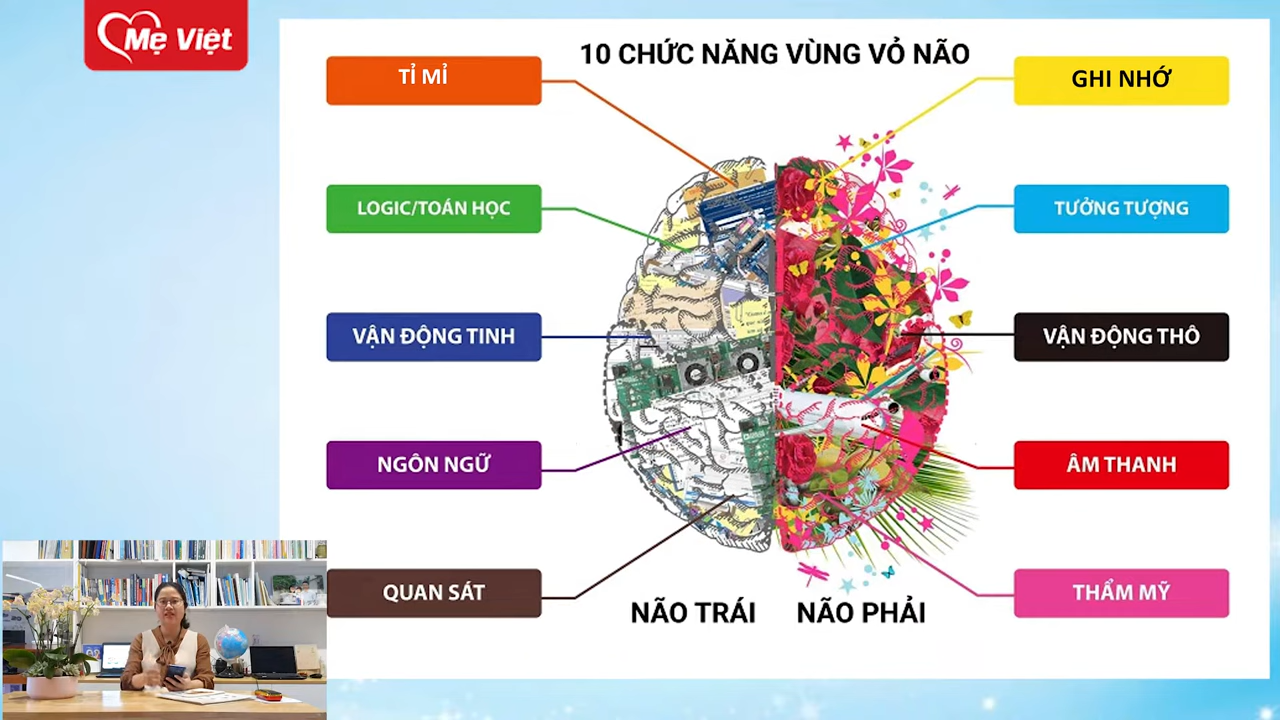 Mẹ Việt
10 CHỨC NĂNG VÙNG VỎ NÃO
TỈ MỈ
GHI NHỚ
LOGIC/TOÁN HỌC
TƯỞNG TƯỢNG
VẬN ĐỘNG TINH
VẬN ĐỘNG THÔ
NGÔN NGỮ
ÂM THANH
QUAN SÁT
THẨM MỸ
NÃO TRÁI
NÃO PHẢI